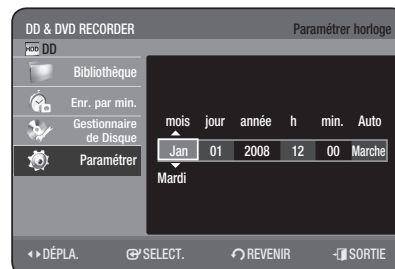 DD & DVD RECORDER Paramétrer horloge
HDD DD
Bibliothèque
Enr. par min.
Gestionnaire
de Disque
Paramétrer
mois jour année h min. Auto
Jan 01 2008 12 00 Marche
Mardi
DÉPLA. SELECT. REVENIR SORTIE